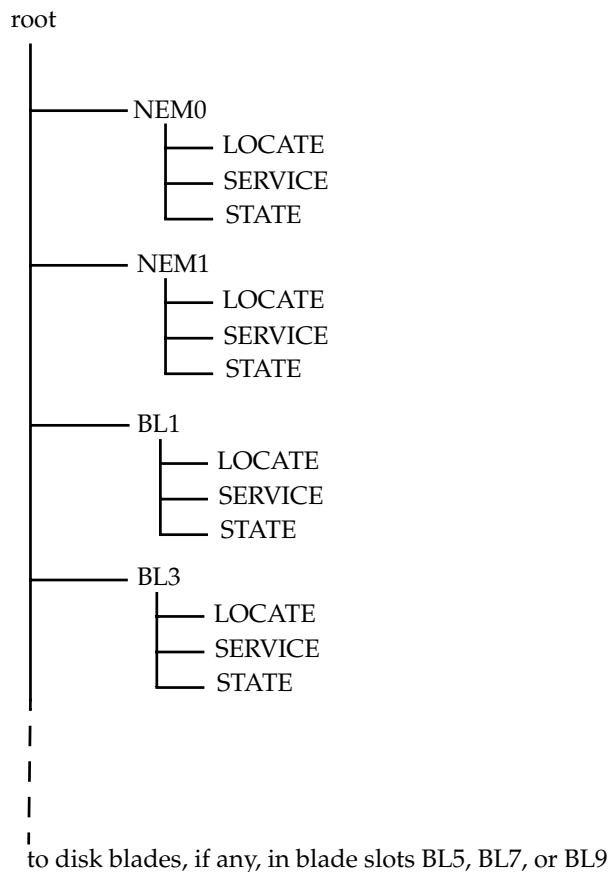 root
NEM0
LOCATE
SERVICE
STATE
NEM1
LOCATE
SERVICE
STATE
BL1
LOCATE
SERVICE
STATE
BL3
LOCATE
SERVICE
STATE
to disk blades, if any, in blade slots BL5, BL7, or BL9